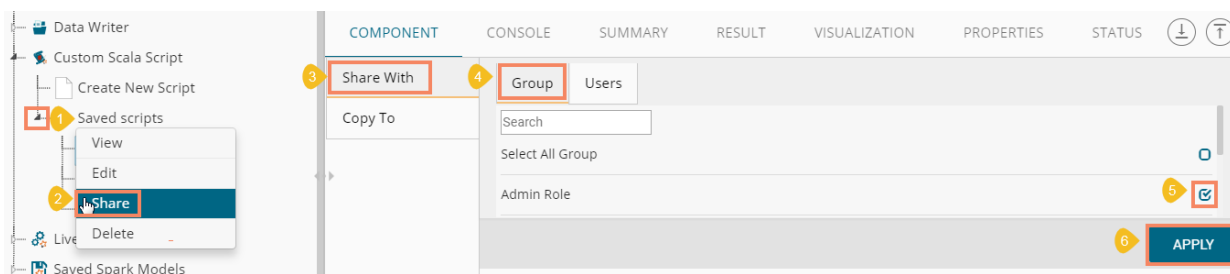 Data Writer
Custom Scala Script
Create New Script
1 Saved scripts
View
Edit
2 Share
Delete
Live
Saved Spark Models
COMPONENT CONSOLE SUMMARY RESULT VISUALIZATION PROPERTIES STATUS
3 Share With
Copy To
4 Group Users
Search
Select All Group
Admin Role 5
6 APPLY